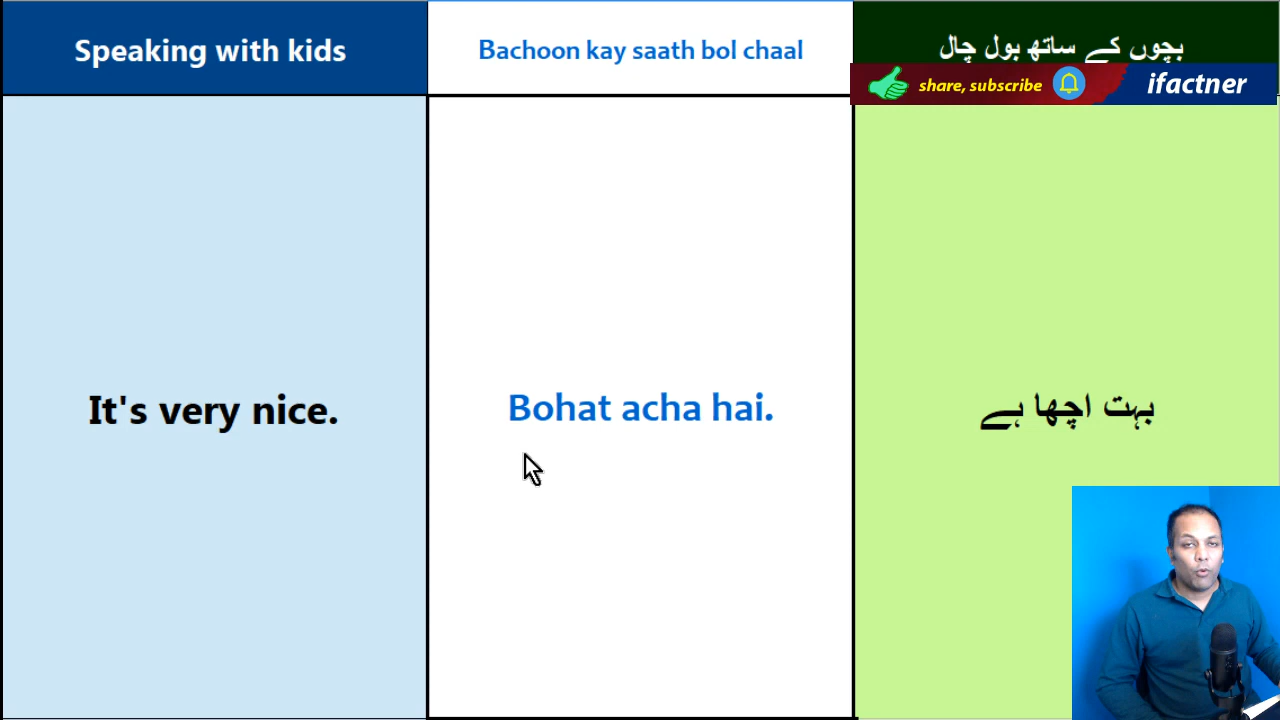 Speaking with kids
Bachoon kay saath bol chaal
بچوں کے ساتھ بول چال
share, subscribe
ifactner
It's very nice.
Bohat acha hai.
بہت اچھا ہے